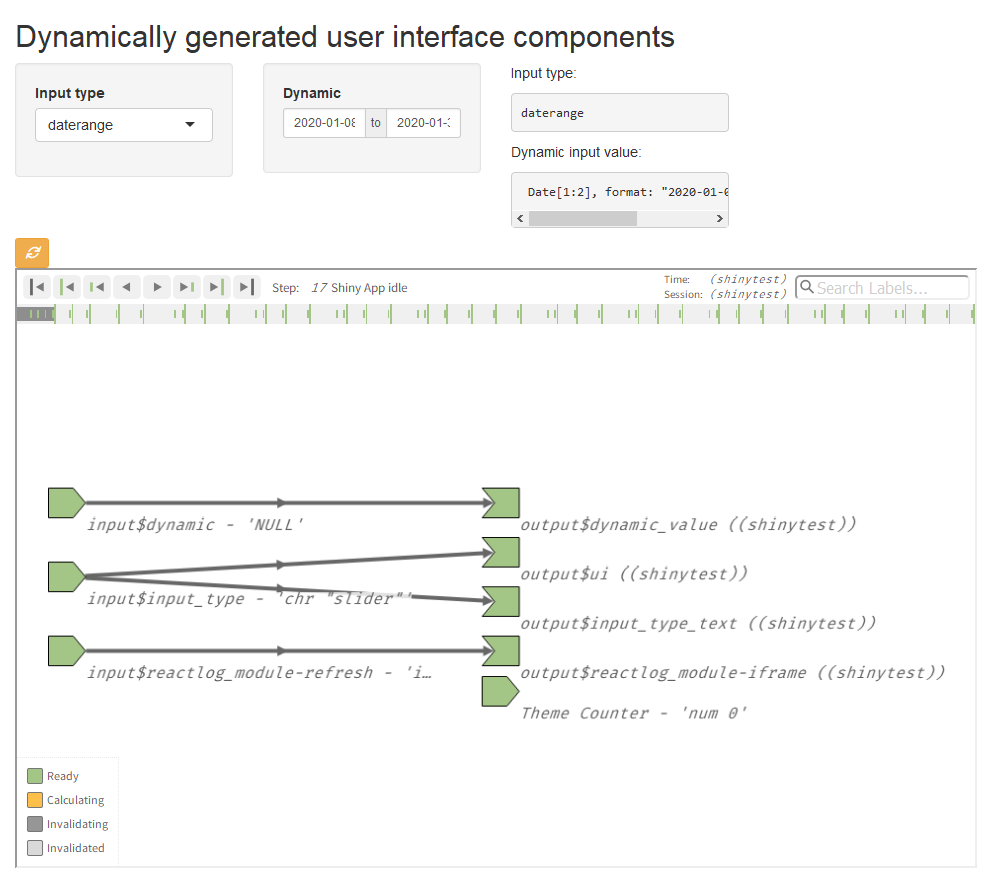 Dynamically generated user interface components
Input type
daterange
Dynamic
2020-01-08 to 2020-01-3
Input type:
daterange
Dynamic input value:
Date[1:2], format: "2020-01-0
Step: 17 Shiny App idle
Time: (shinytest)
Session: (shinytest)
Search Labels...
input$dynamic - 'NULL'
output$dynamic_value ((shinytest))
output$ui ((shinytest))
input$input_type - 'chr "slider"'
output$input_type_text ((shinytest))
input$reactlog_module-refresh - 'i…
output$reactlog_module-iframe ((shinytest))
Theme Counter - 'num 0'
Ready
Calculating
Invalidating
Invalidated